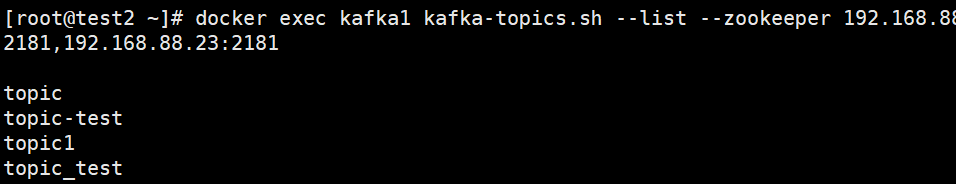 [root@test2 ~]# docker exec kafka1 kafka-topics.sh --list --zookeeper 192.168.88
2181,192.168.88.23:2181
topic
topic-test
topic1
topic_test